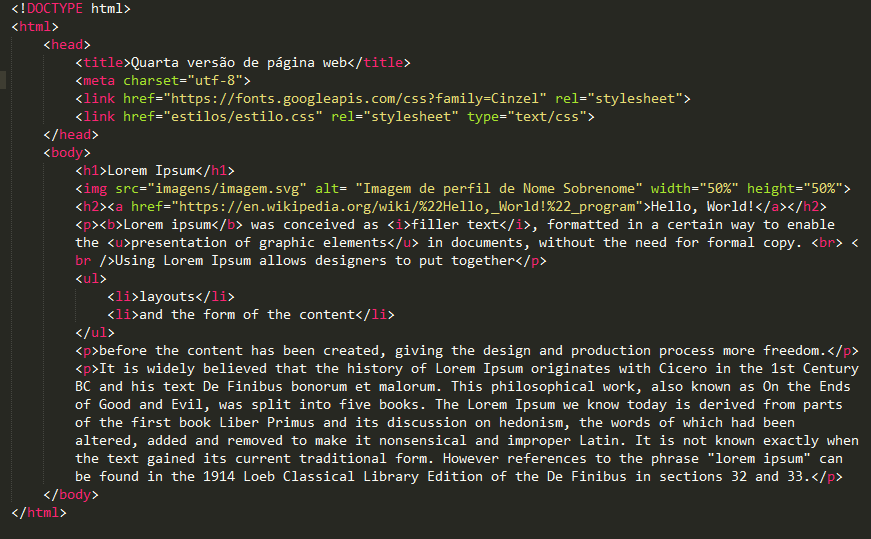 <!DOCTYPE html>
<html>
<head>
<title>Quarta versão de página web</title>
<meta charset="utf-8">
<link href="https://fonts.googleapis.com/css?family=Cinzel" rel="stylesheet">
<link href="estilos/estilo.css" rel="stylesheet" type="text/css">
</head>
<body>
<h1>Lorem Ipsum</h1>
<img src="imagens/imagem.svg" alt= "Imagem de perfil de Nome Sobrenome" width="50%" height="50%">
<h2><a href="https://en.wikipedia.org/wiki/%22Hello,_World!%22_program">Hello, World!</a></h2>
<p><b>Lorem ipsum</b> was conceived as <i>filler text</i>, formatted in a certain way to enable
the <u>presentation of graphic elements</u> in documents, without the need for formal copy. <br> <
br />Using Lorem Ipsum allows designers to put together</p>
<ul>
<li>layouts</li>
<li>and the form of the content</li>
</ul>
<p>before the content has been created, giving the design and production process more freedom.</p>
<p>It is widely believed that the history of Lorem Ipsum originates with Cicero in the 1st Century
BC and his text De Finibus bonorum et malorum. This philosophical work, also known as On the Ends
of Good and Evil, was split into five books. The Lorem Ipsum we know today is derived from parts
of the first book Liber Primus and its discussion on hedonism, the words of which had been
altered, added and removed to make it nonsensical and improper Latin. It is not known exactly when
the text gained its current traditional form. However references to the phrase "lorem ipsum" can
be found in the 1914 Loeb Classical Library Edition of the De Finibus in sections 32 and 33.</p>
</body>
</html>